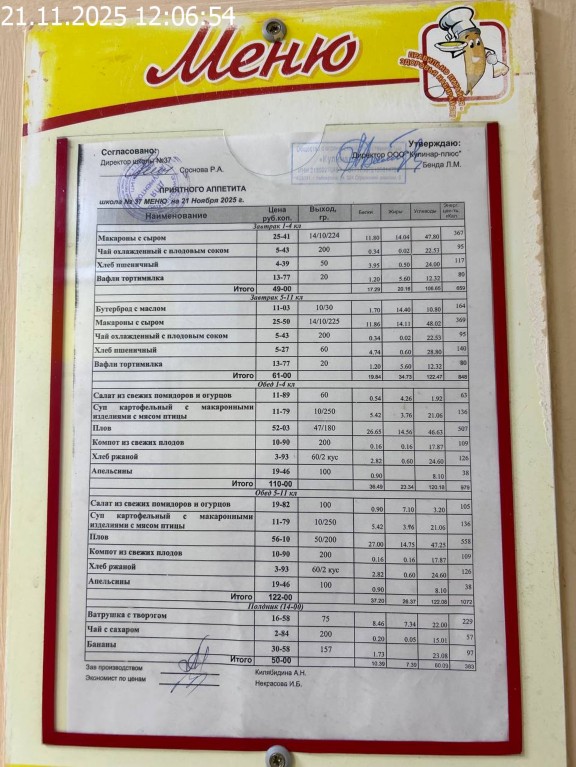 21.11.2025 12:06:54
Меню
Согласовано: Утверждаю:
Директор школы №37 Директор ООО "Кулинар-плюс"
Соснова Р.А. Бенда Л.М.
ПРИЯТНОГО АППЕТИТА
школа № 37 МЕНЮ на 21 Ноября 2025 г.
Наименование Цена руб.коп. Выход, гр. Белки Жиры Углеводы
Завтрак 1-4 кл
Макароны с сыром 25-41 14/10/224 11.80 14.04 47.80 367
Чай охлажденный с плодовым соком 5-43 200 0.34 0.02 22.53 95
Хлеб пшеничный 4-39 50 3.95 0.50 24.00 117
Вафли тортимилка 13-77 20 1.20 5.60 12.32 80
Итого 49-00 17.29 20.16 106.65 659
Завтрак 5-11 кл
Бутерброд с маслом 11-03 10/30 1.70 14.40 10.80 164
Макароны с сыром 25-50 14/10/225 11.86 14.11 48.02 369
Чай охлажденный с плодовым соком 5-43 200 0.34 0.02 22.53 95
Хлеб пшеничный 5-27 60 4.74 0.60 28.80 140
Вафли тортимилка 13-77 20 1.20 5.60 12.32 80
Итого 61-00 19.84 34.73 122.47 848
Обед 1-4 кл
Салат из свежих помидоров и огурцов 11-89 60 0.54 4.26 1.92 63
Суп картофельный с макаронными
изделиями с мясом птицы 11-79 10/250 5.42 3.76 21.06 136
Плов 52-03 47/180 26.65 14.56 46.63 507
Компот из свежих плодов 10-90 200 0.16 0.16 17.87 109
Хлеб ржаной 3-93 60/2 кус 2.82 0.60 24.60 126
Апельсины 19-46 100 0.90 8.10 38
Итого 110-00 36.49 23.34 120.18 979
Обед 5-11 кл
Салат из свежих помидоров и огурцов 19-82 100 0.90 7.10 3.20 105
Суп картофельный с макаронными
изделиями с мясом птицы 11-79 10/250 5.42 3.96 21.06 136
Плов 56-10 50/200 27.00 14.75 47.25 558
Компот из свежих плодов 10-90 200 0.16 0.16 17.87 109
Хлеб ржаной 3-93 60/2 кус 2.82 0.60 24.60 126
Апельсины 19-46 100 0.90 8.10 38
Итого 122-00 37.20 26.37 122.08 1072
Полдник (14-00)
Ватрушка с творэгом 16-58 75 8.46 7.34 22.00 229
Чай с сахаром 2-84 200 0.20 0.05 15.01 57
Бананы 30-58 157 1.73 23.08 97
Итого 50-00 10.39 7.39 60.09 383
Зав производством Килябидина А.Н.
Экономист по ценам Некрасова И.Б.